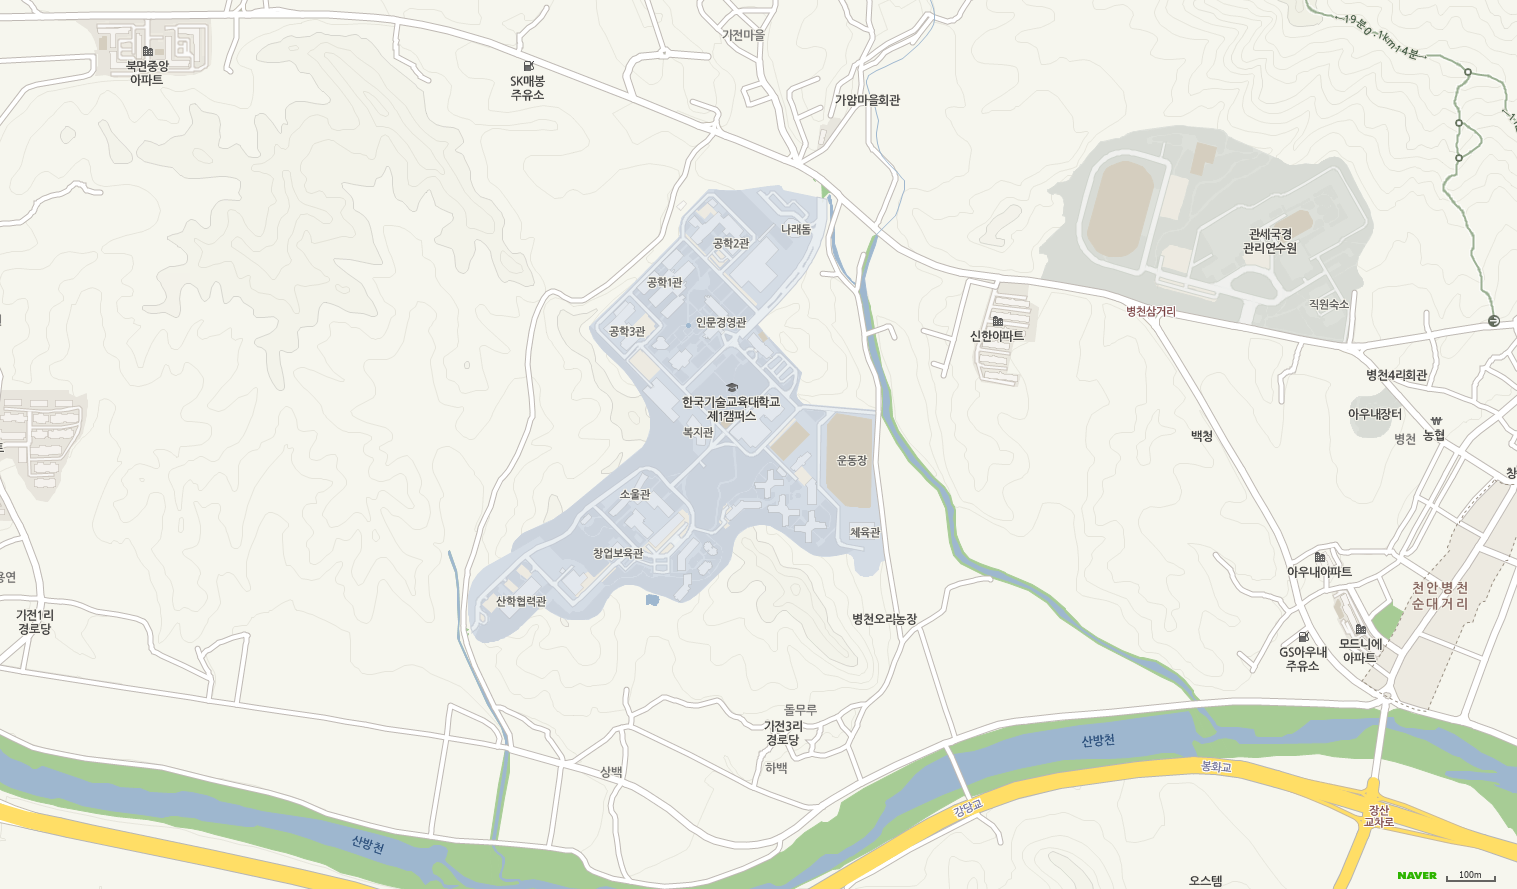 19분
0.1km
14분
가전마을
북면중앙
아파트
SK매봉
주유소
가암마을회관
나래돔
공학2관
관세국경
관리연수원
공학1관
직원숙소
병천삼거리
인문경영관
공학3관
신한아파트
병천4리회관
한국기술교육대학교
제1캠퍼스
아우내장터
복지관
백청
병천
농협
운동장
창
소울관
체육관
창업보육관
아우내아파트
용연
천안병천
순대거리
산학협력관
기전1리
경로당
병천오리농장
GS아우내
주유소
모드니에
아파트
돌무루
기전3리
경로당
산방천
상백
하백
봉화교
강당교
장산
교차로
산방천
NAVER
100m
오스템